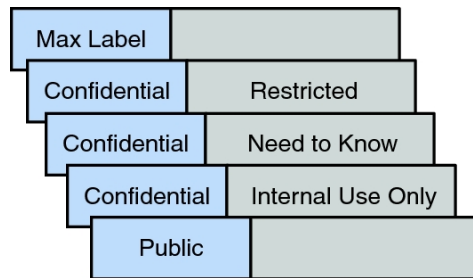 Max Label
Confidential Restricted
Confidential Need to Know
Confidential Internal Use Only
Public